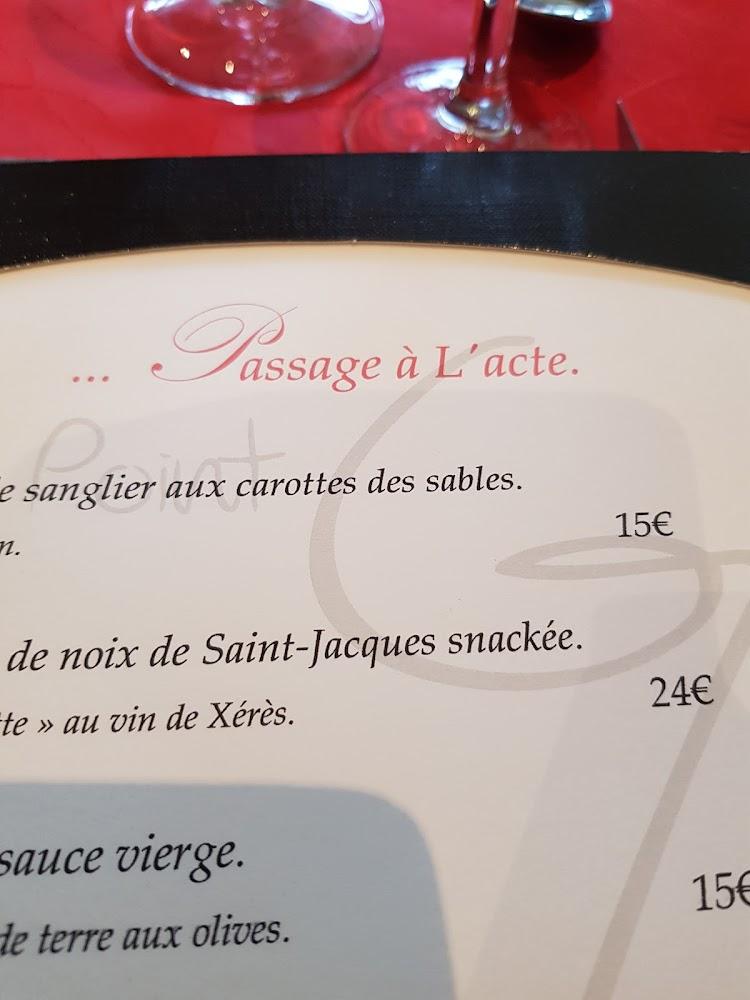 ... Passage à L'acte.
Point G
sanglier aux carottes des sables.
15€
de noix de Saint-Jacques snackée.
24€
» au vin de Xérès.
sauce vierge.
15€
de terre aux olives.